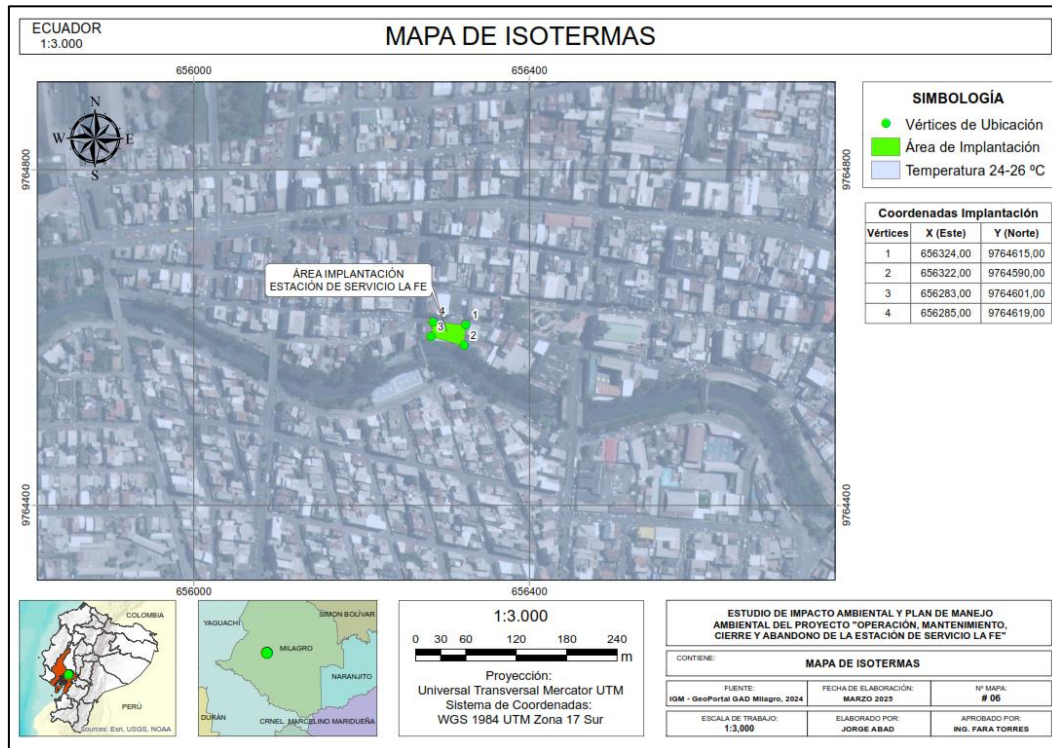 ECUADOR
1:3.000
MAPA DE ISOTERMAS
656000
656400
9764800
9764800
N
W
E
S
ÁREA IMPLANTACIÓN
ESTACIÓN DE SERVICIO LA FE
4
1
3
2
9764400
9764400
656000
656400
SIMBOLOGÍA
Vértices de Ubicación
Área de Implantación
Temperatura 24-26 ºC
Coordenadas Implantación
Vértices X (Este) Y (Norte)
1 656324,00 9764615,00
2 656322,00 9764590,00
3 656283,00 9764601,00
4 656285,00 9764619,00
COLOMBIA
PERÚ
Sources: Esri, USGS, NOAA
SIMON BOLÍVAR
YAGUACHI
MILAGRO
NARANJITO
DURÁN
CRNEL. MARCELINO MARIDUEÑA
1:3.000
0 30 60 120 180 240
m
Proyección:
Universal Transversal Mercator UTM
Sistema de Coordenadas:
WGS 1984 UTM Zona 17 Sur
ESTUDIO DE IMPACTO AMBIENTAL Y PLAN DE MANEJO
AMBIENTAL DEL PROYECTO "OPERACIÓN, MANTENIMIENTO,
CIERRE Y ABANDONO DE LA ESTACIÓN DE SERVICIO LA FE"
CONTIENE:
MAPA DE ISOTERMAS
FUENTE:
IGM - GeoPortal GAD Milagro, 2024
FECHA DE ELABORACIÓN:
MARZO 2025
Nº MAPA:
# 06
ESCALA DE TRABAJO:
1:3,000
ELABORADO POR:
JORGE ABAD
APROBADO POR:
ING. FARA TORRES